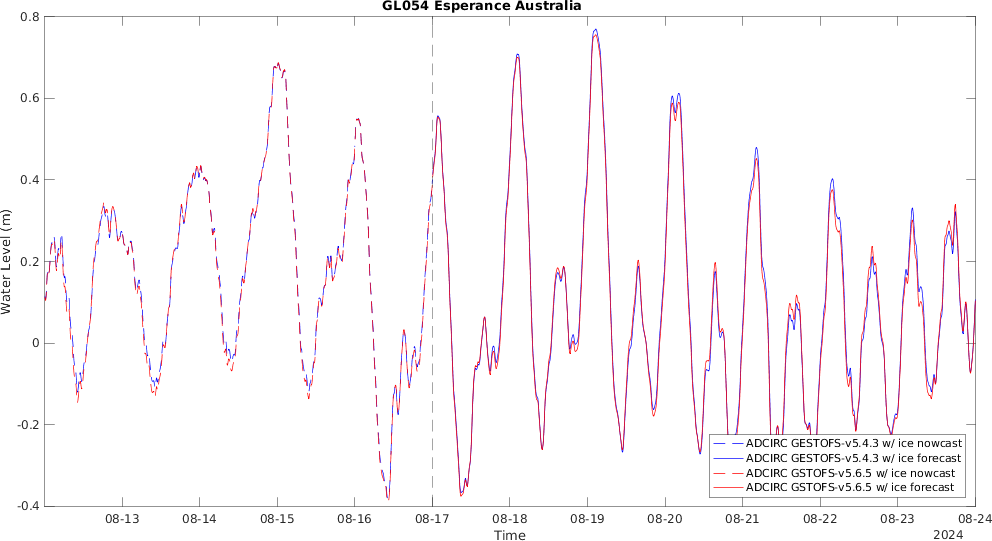 GL054 Esperance Australia
Water Level (m)
0.8
0.6
0.4
0.2
0
-0.2
-0.4
ADCIRC GESTOFS-v5.4.3 w/ ice nowcast
ADCIRC GESTOFS-v5.4.3 w/ ice forecast
ADCIRC GSTOFS-v5.6.5 w/ ice nowcast
ADCIRC GSTOFS-v5.6.5 w/ ice forecast
08-13 08-14 08-15 08-16 08-17 08-18 08-19 08-20 08-21 08-22 08-23 08-24
Time
2024